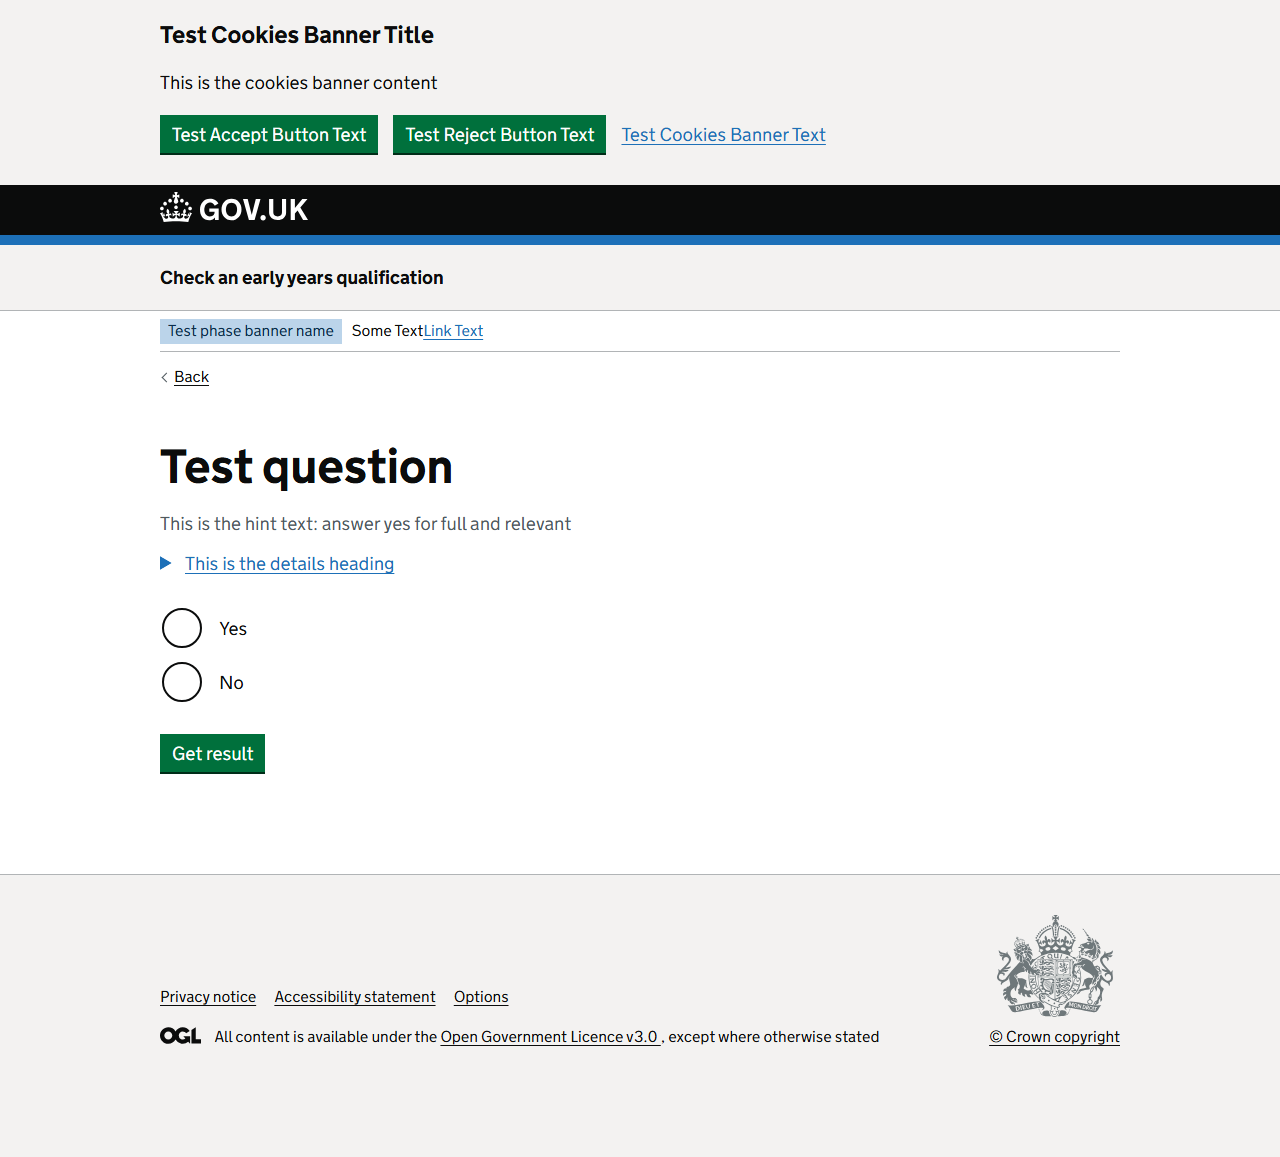 Test Cookies Banner Title
This is the cookies banner content
Test Accept Button Text Test Reject Button Text Test Cookies Banner Text
GOV.UK
Check an early years qualification
Test phase banner name Some TextLink Text
Back
Test question
This is the hint text: answer yes for full and relevant
This is the details heading
Yes
No
Get result
Privacy notice Accessibility statement Options
OGL All content is available under the Open Government Licence v3.0 , except where otherwise stated
© Crown copyright